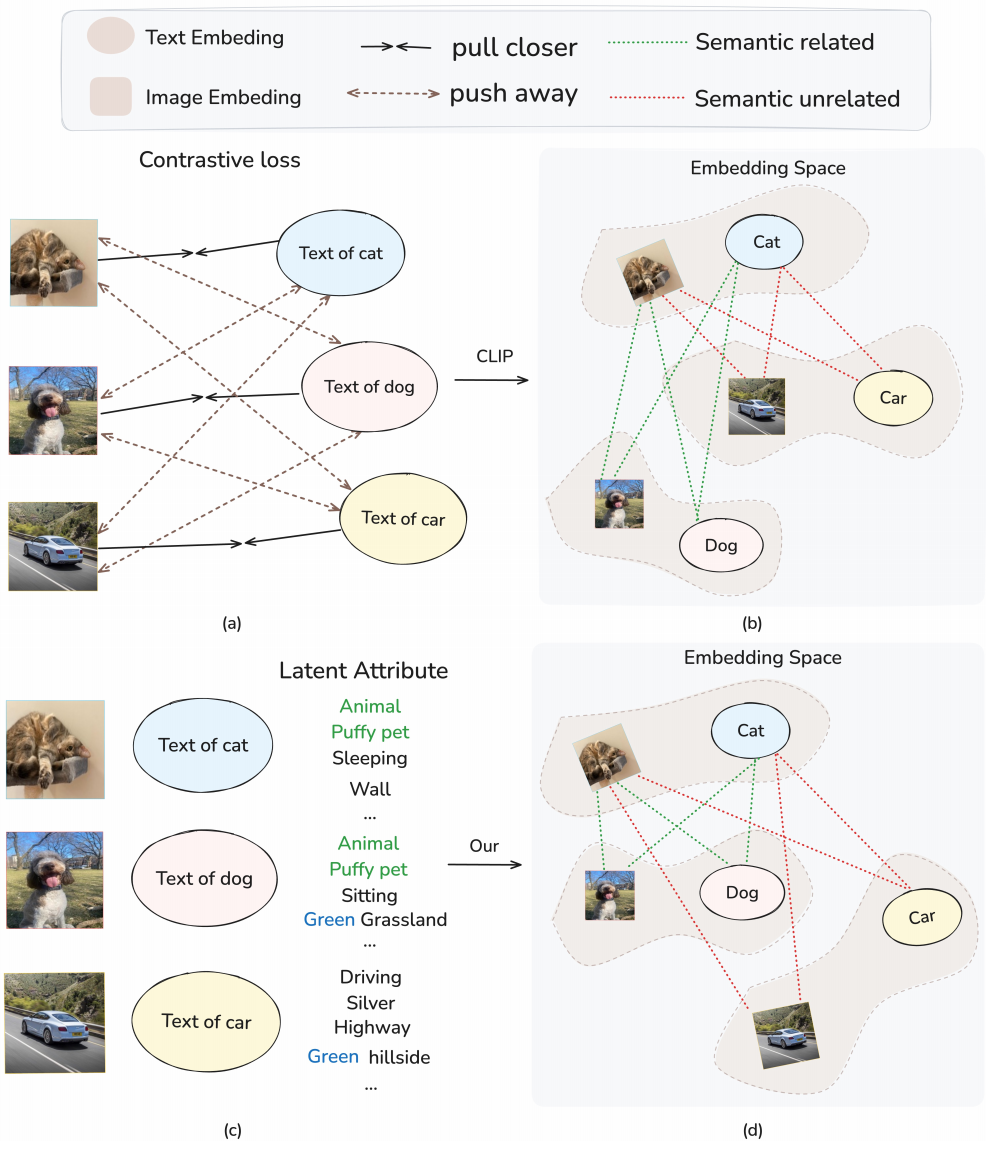 Text Embeding
pull closer
Semantic related
Image Embeding
push away
Semantic unrelated
Contrastive loss
Text of cat
Text of dog
Text of car
CLIP
(a)
Embedding Space
Cat
Car
Dog
(b)
Latent Attribute
Text of cat
Animal
Puffy pet
Sleeping
Wall
...
Text of dog
Animal
Puffy pet
Sitting
Green Grassland
...
Text of car
Driving
Silver
Highway
Green hillside
...
Our
(c)
Embedding Space
Cat
Dog
Car
(d)